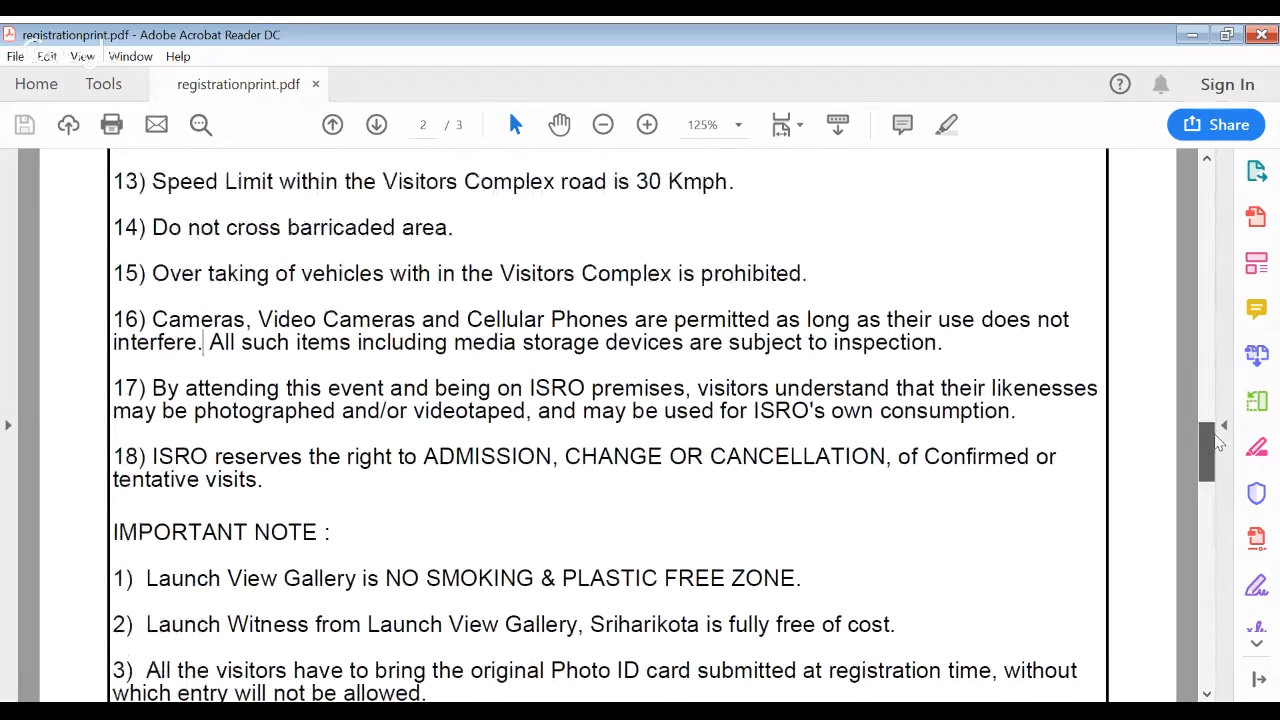 registrationprint.pdf - Adobe Acrobat Reader DC
File Edit View Window Help
Home Tools registrationprint.pdf × Sign In
2 / 3 125% Share
13) Speed Limit within the Visitors Complex road is 30 Kmph.
14) Do not cross barricaded area.
15) Over taking of vehicles with in the Visitors Complex is prohibited.
16) Cameras, Video Cameras and Cellular Phones are permitted as long as their use does not
interfere. All such items including media storage devices are subject to inspection.
17) By attending this event and being on ISRO premises, visitors understand that their likenesses
may be photographed and/or videotaped, and may be used for ISRO's own consumption.
18) ISRO reserves the right to ADMISSION, CHANGE OR CANCELLATION, of Confirmed or
tentative visits.
IMPORTANT NOTE :
1) Launch View Gallery is NO SMOKING & PLASTIC FREE ZONE.
2) Launch Witness from Launch View Gallery, Sriharikota is fully free of cost.
3) All the visitors have to bring the original Photo ID card submitted at registration time, without
which entry will not be allowed.